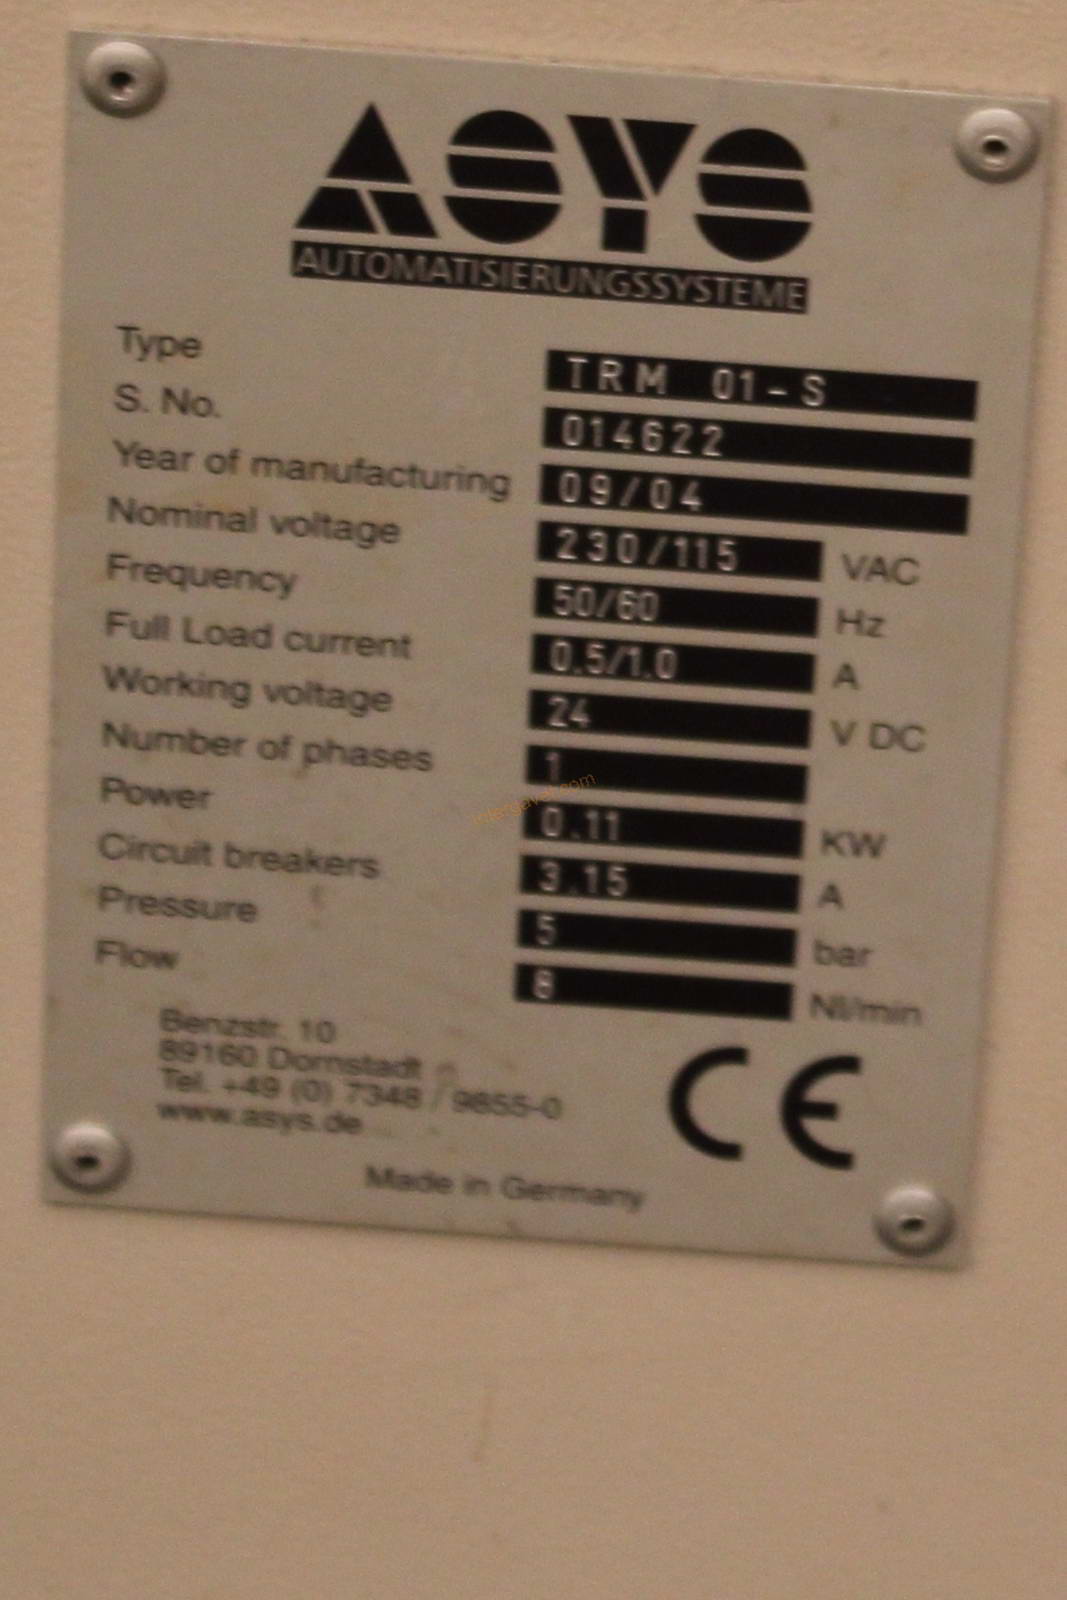 ASYS
AUTOMATISIERUNGSSYSTEME
Type TRM 01-S
S. No. 014622
Year of manufacturing 09/04
Nominal voltage 230/115 VAC
Frequency 50/60 Hz
Full Load current 0.5/1.0 A
Working voltage 24 V DC
Number of phases 1
Power 0.11 KW
Circuit breakers 3.15 A
Pressure 5 bar
Flow 8 Nl/min
Benzstr. 10
89160 Dornstadt
Tel. +49 (0) 7348 / 9855-0
www.asys.de
CE
Made in Germany